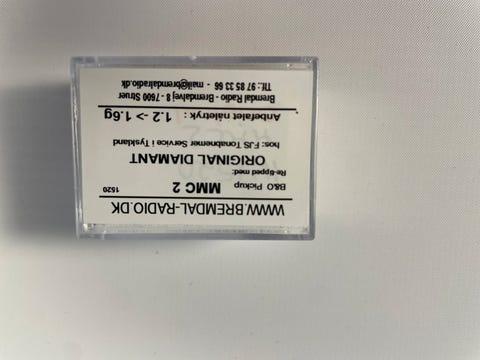 WWW.BREMDAL-RADIO.DK
B&O Pickup MMC 2 1520
Re-tipped med:
ORIGINAL DIAMANT
hos: FJS Tonabnemer Service i Tyskland
Anbefalet nåletryk : 1.2 -> 1.6g
Bremdal Radio - Bremdalvej 8 - 7600 Struer
Tlf.: 97 85 33 66 - mail@bremdalradio.dk